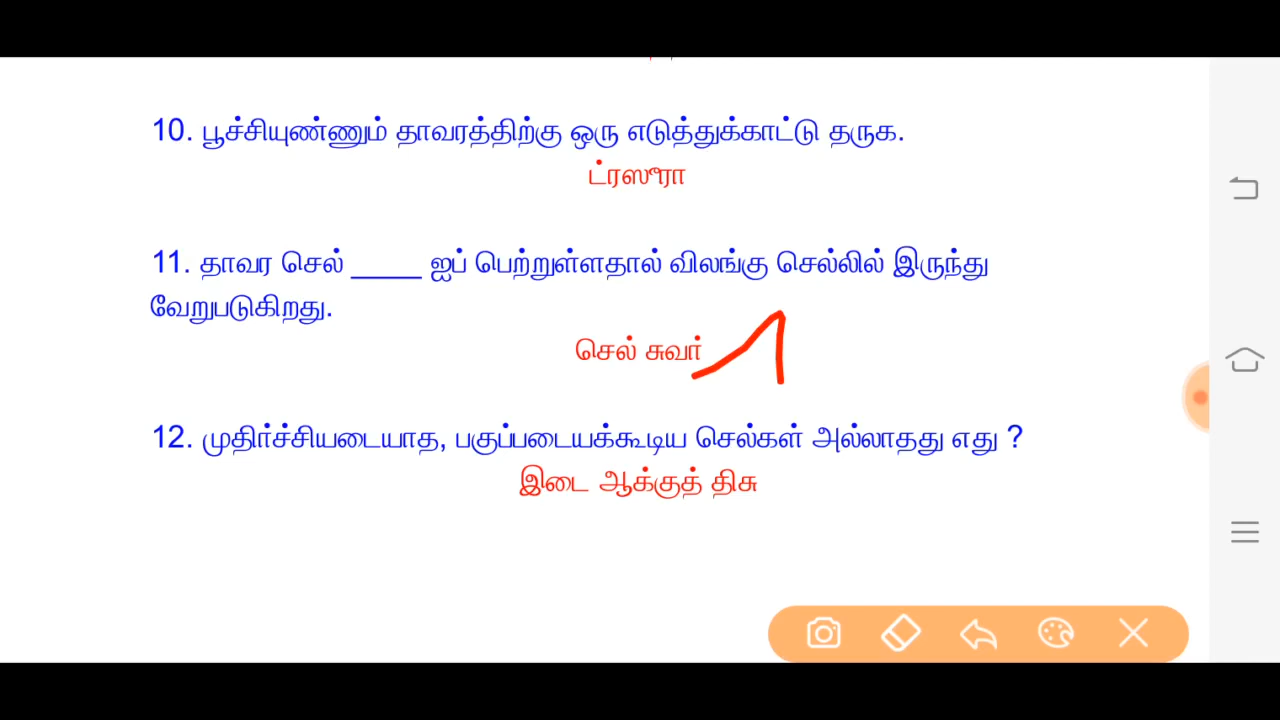 10. பூச்சியுண்ணும் தாவரத்திற்கு ஒரு எடுத்துக்காட்டு தருக.
ட்ரஸுரா
11. தாவர செல் ____ ஐப் பெற்றுள்ளதால் விலங்கு செல்லில் இருந்து
வேறுபடுகிறது.
செல் சுவர்
12. முதிர்ச்சியடையாத, பகுப்படையக்கூடிய செல்கள் அல்லாதது எது ?
இடை ஆக்குத் திசு